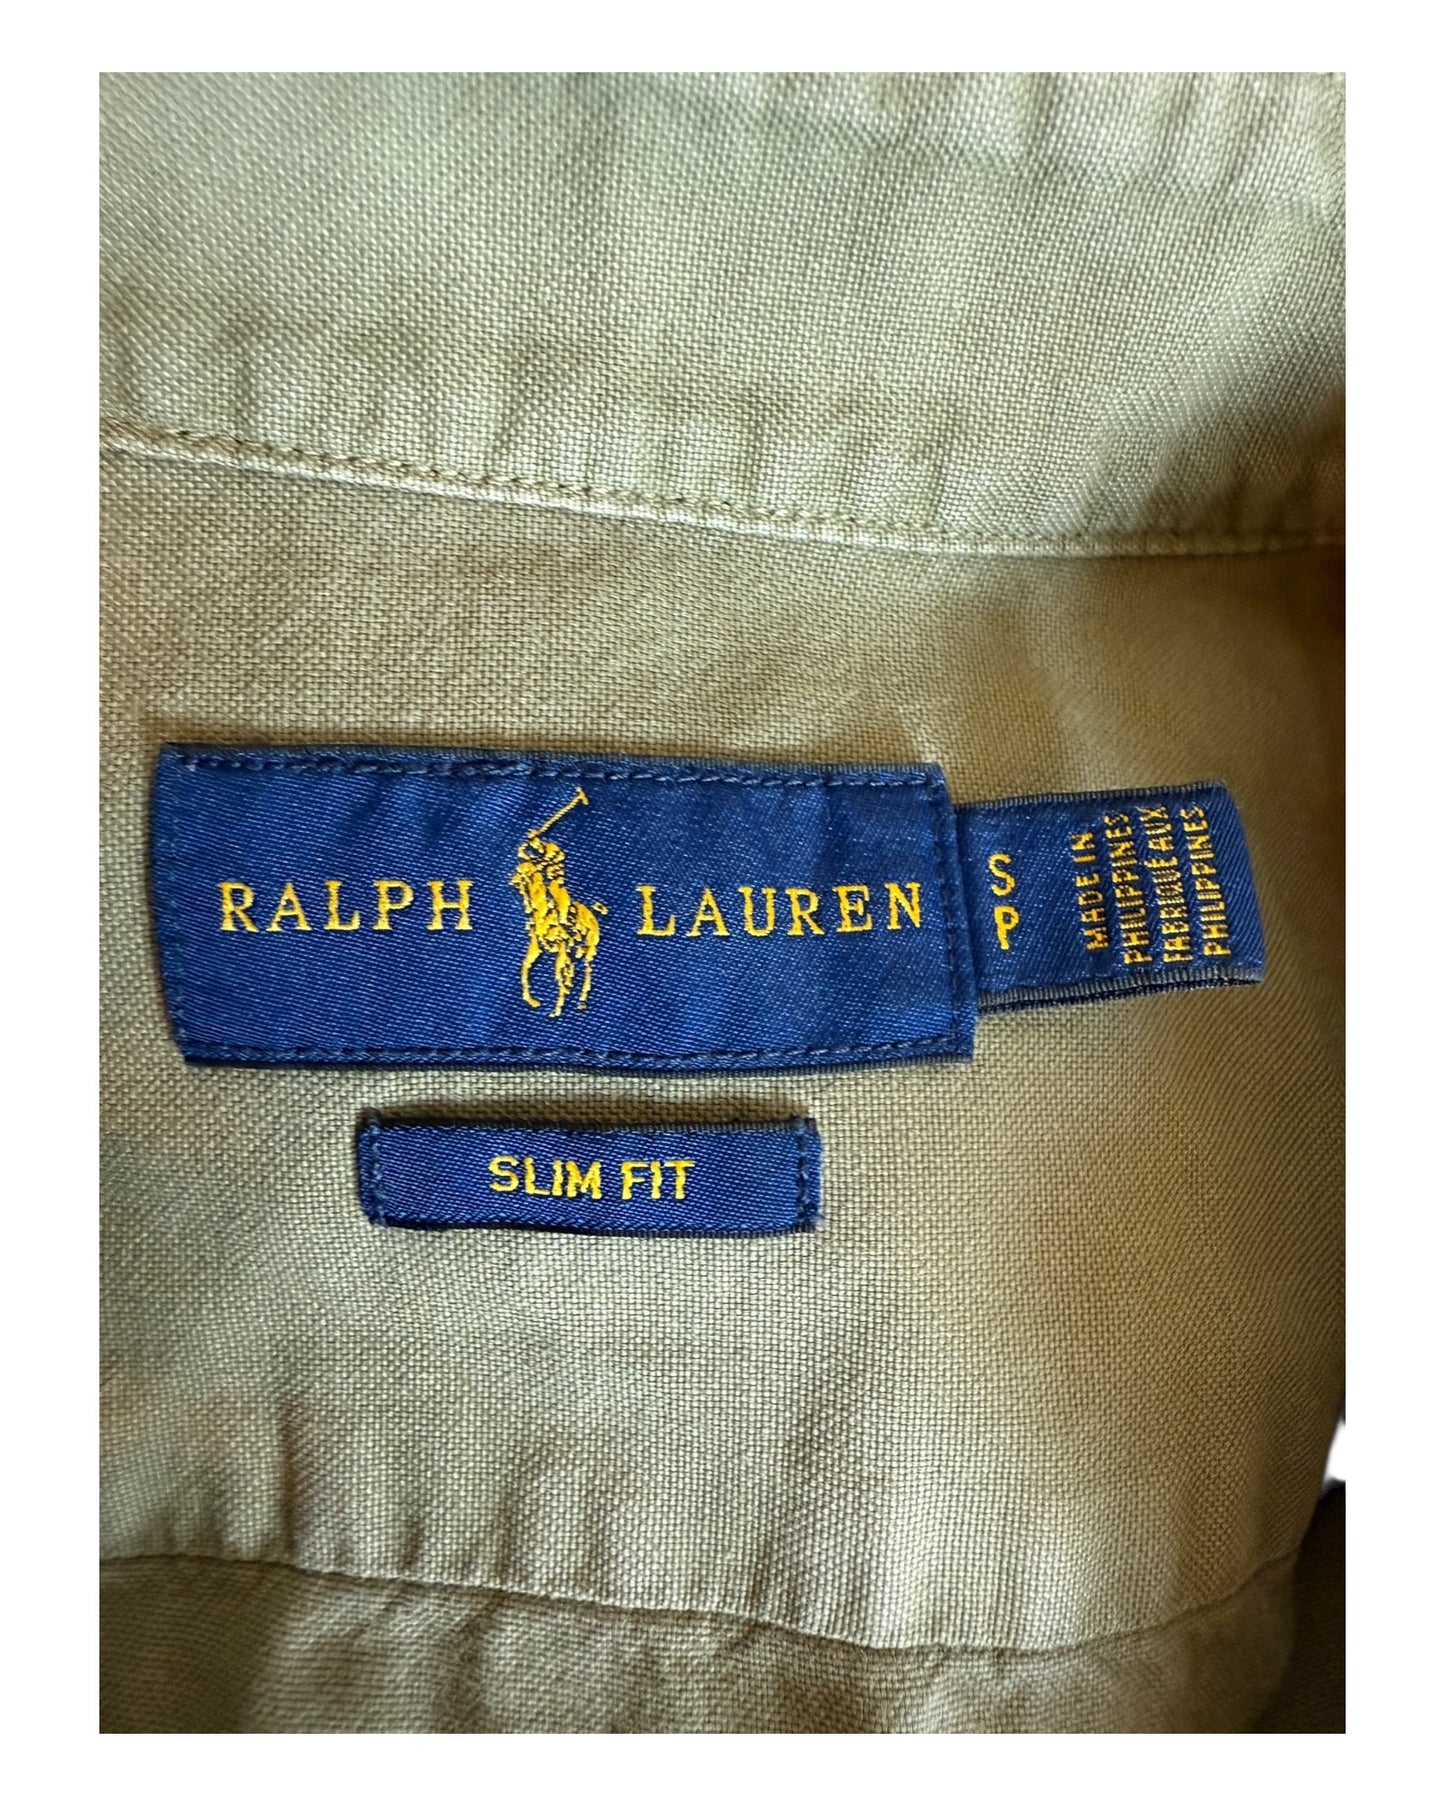 RALPH LAUREN
S
P
MADE IN
PHILIPPINES
FABRIQUÉ AUX
PHILIPPINES
SLIM FIT